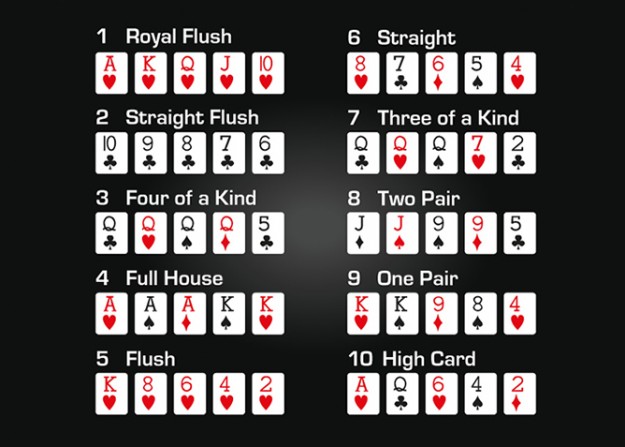 1 Royal Flush
A K Q J 10
2 Straight Flush
10 9 8 7 6
3 Four of a Kind
Q Q Q Q 5
4 Full House
A A A K K
5 Flush
K 8 6 4 2
6 Straight
8 7 6 5 4
7 Three of a Kind
Q Q Q 7 2
8 Two Pair
J J 9 9 5
9 One Pair
K K 9 8 4
10 High Card
A Q 6 4 2